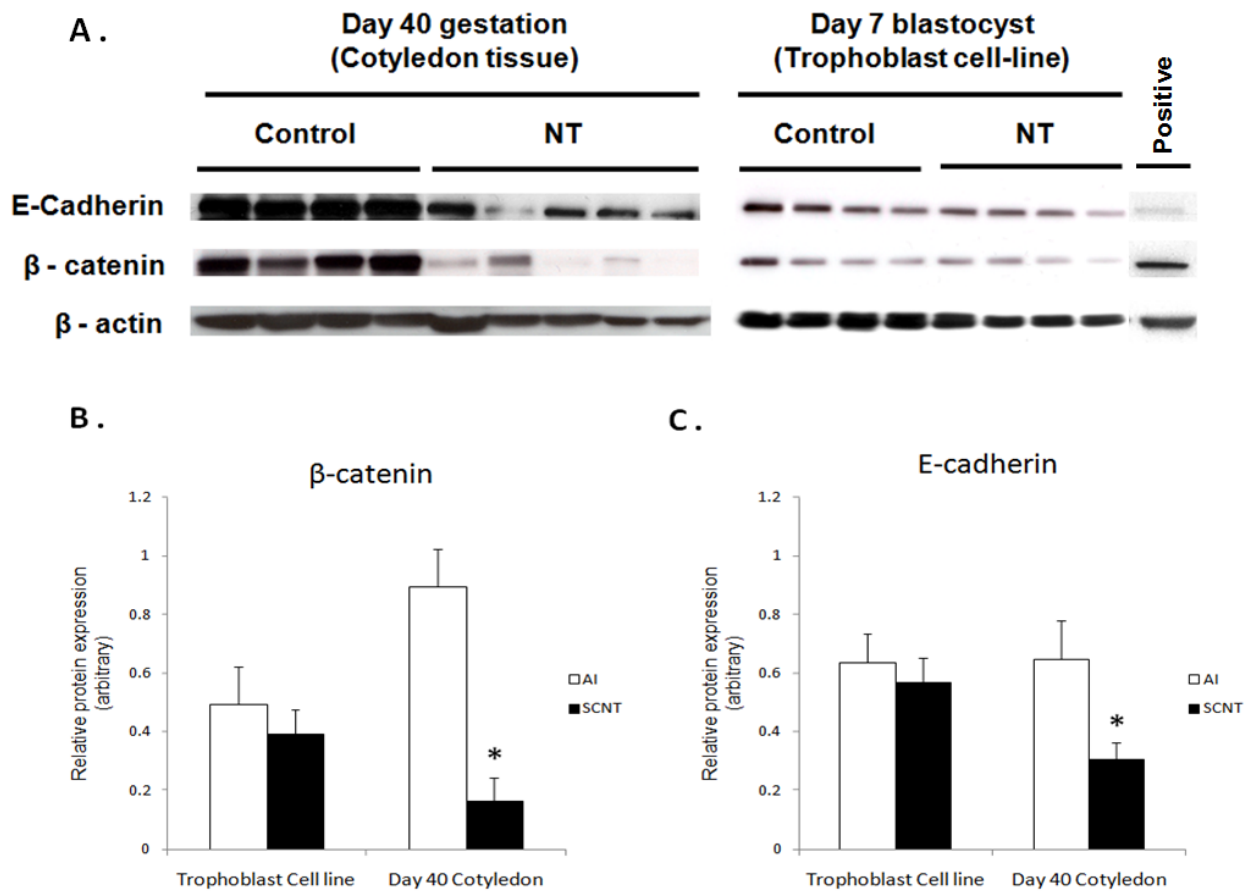 A .
Day 40 gestation
(Cotyledon tissue)
Day 7 blastocyst
(Trophoblast cell-line)
Positive
Control
NT
Control
NT
E-Cadherin
β - catenin
β - actin
B .
β-catenin
Relative protein expression
(arbitrary)
1.2
1
0.8
0.6
0.4
0.2
0
Trophoblast Cell line
Day 40 Cotyledon
*
AI
SCNT
C .
E-cadherin
Relative protein expression
(arbitrary)
1.2
1
0.8
0.6
0.4
0.2
0
Trophoblast Cell line
Day 40 Cotyledon
*
AI
SCNT